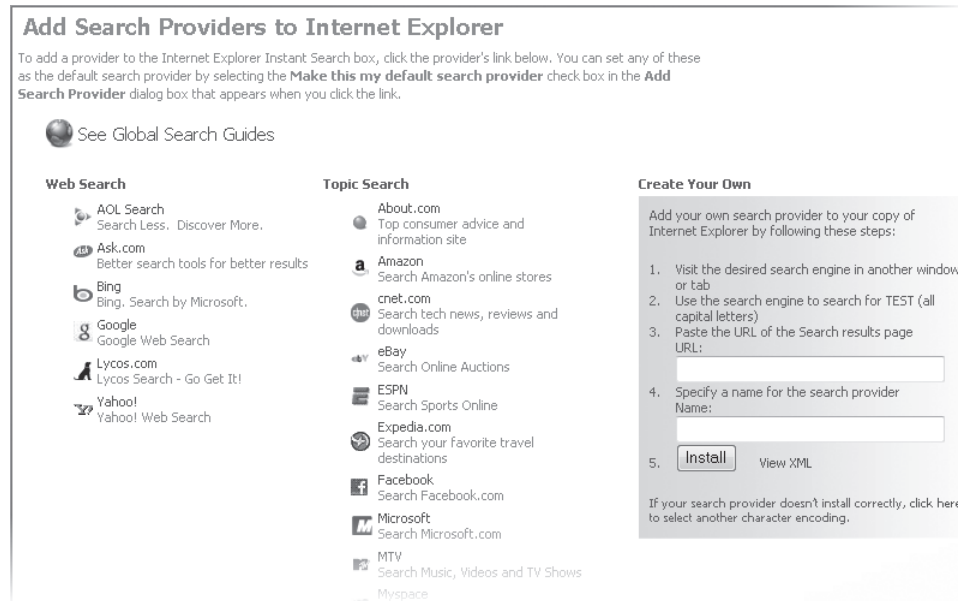 Add Search Providers to Internet Explorer
To add a provider to the Internet Explorer Instant Search box, click the provider's link below. You can set any of these
as the default search provider by selecting the Make this my default search provider check box in the Add
Search Provider dialog box that appears when you click the link.
See Global Search Guides
Web Search
AOL Search
Search Less. Discover More.
Ask.com
Better search tools for better results
Bing
Bing. Search by Microsoft.
Google
Google Web Search
Lycos.com
Lycos Search - Go Get It!
Yahoo!
Yahoo! Web Search
Topic Search
About.com
Top consumer advice and
information site
Amazon
Search Amazon's online stores
cnet.com
Search tech news, reviews and
downloads
eBay
Search Online Auctions
ESPN
Search Sports Online
Expedia.com
Search your favorite travel
destinations
Facebook
Search Facebook.com
Microsoft
Search Microsoft.com
MTV
Search Music, Videos and TV Shows
Myspace
Create Your Own
Add your own search provider to your copy of
Internet Explorer by following these steps:
1. Visit the desired search engine in another window
or tab
2. Use the search engine to search for TEST (all
capital letters)
3. Paste the URL of the Search results page
URL:
4. Specify a name for the search provider
Name:
5. Install View XML
If your search provider doesn't install correctly, click here
to select another character encoding.